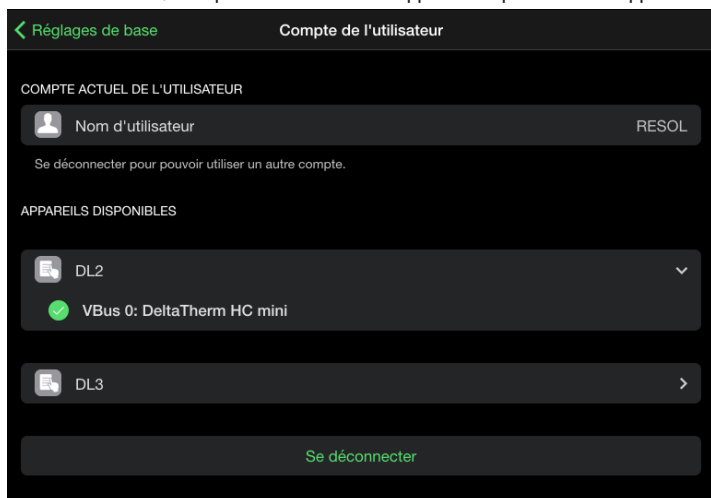 Réglages de base
Compte de l'utilisateur
COMPTE ACTUEL DE L'UTILISATEUR
Nom d'utilisateur RESOL
Se déconnecter pour pouvoir utiliser un autre compte.
APPAREILS DISPONIBLES
DL2
VBus 0: DeltaTherm HC mini
DL3
Se déconnecter